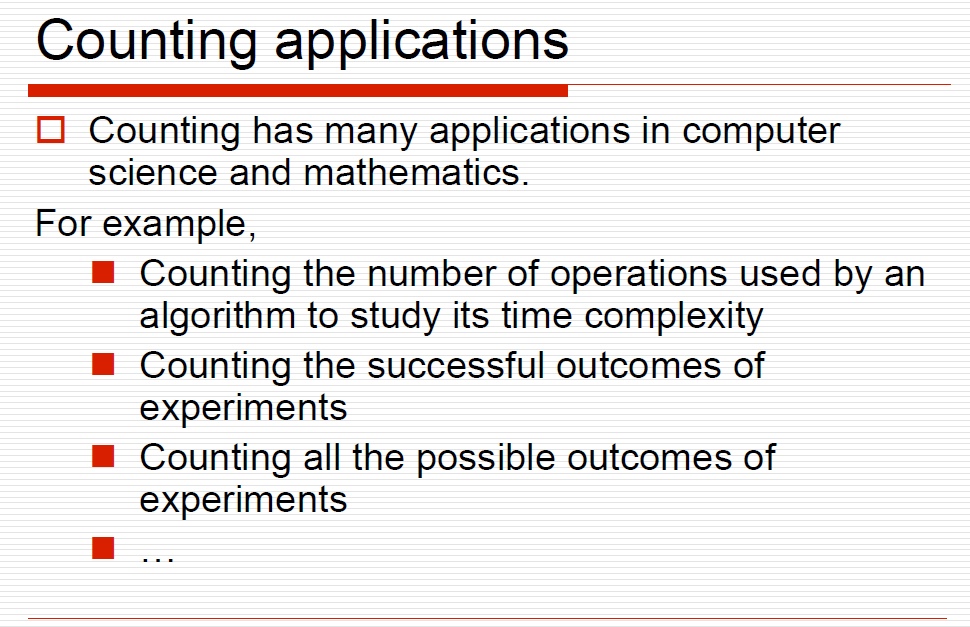 Counting applications
Counting has many applications in computer
science and mathematics.
For example,
Counting the number of operations used by an
algorithm to study its time complexity
Counting the successful outcomes of
experiments
Counting all the possible outcomes of
experiments
…